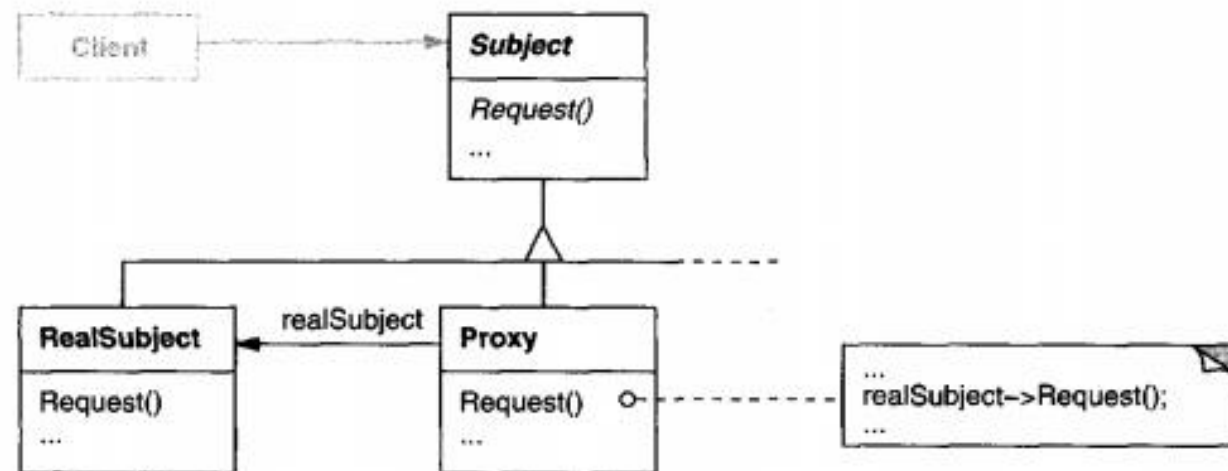 Client
Subject
Request()
...
RealSubject
Request()
...
realSubject
Proxy
Request()
...
...
realSubject->Request();
...